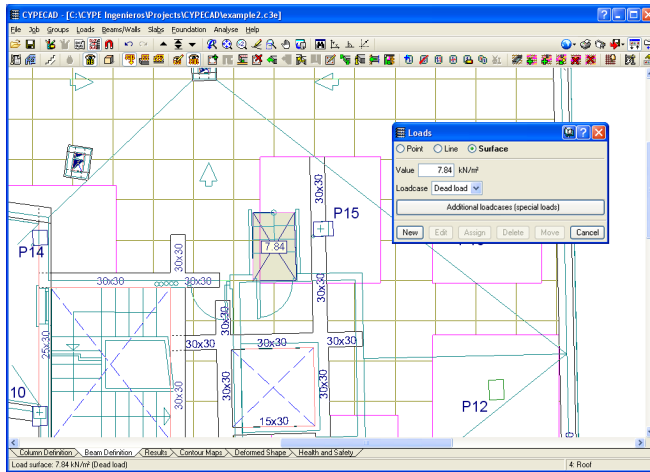 CYPECAD - [C:\CYPE Ingenieros\Projects\CYPECAD\example2.c3e]
File Job Groups Loads Beams/Walls Slabs Foundation Analyse Help
Loads
Point Line Surface
Value 7.84 kN/m²
Loadcase Dead load
Additional loadcases (special loads)
New Edit Assign Delete Move Cancel
30x30
P15
P14
30x30
7.84
30x30
30x30
30x30
25x30
30x30
30x30
30x30
30x30
30x30
10
15x30
P12
Column Definition Beam Definition Results Contour Maps Deformed Shape Health and Safety
Load surface: 7.84 kN/m² (Dead load) 4: Roof